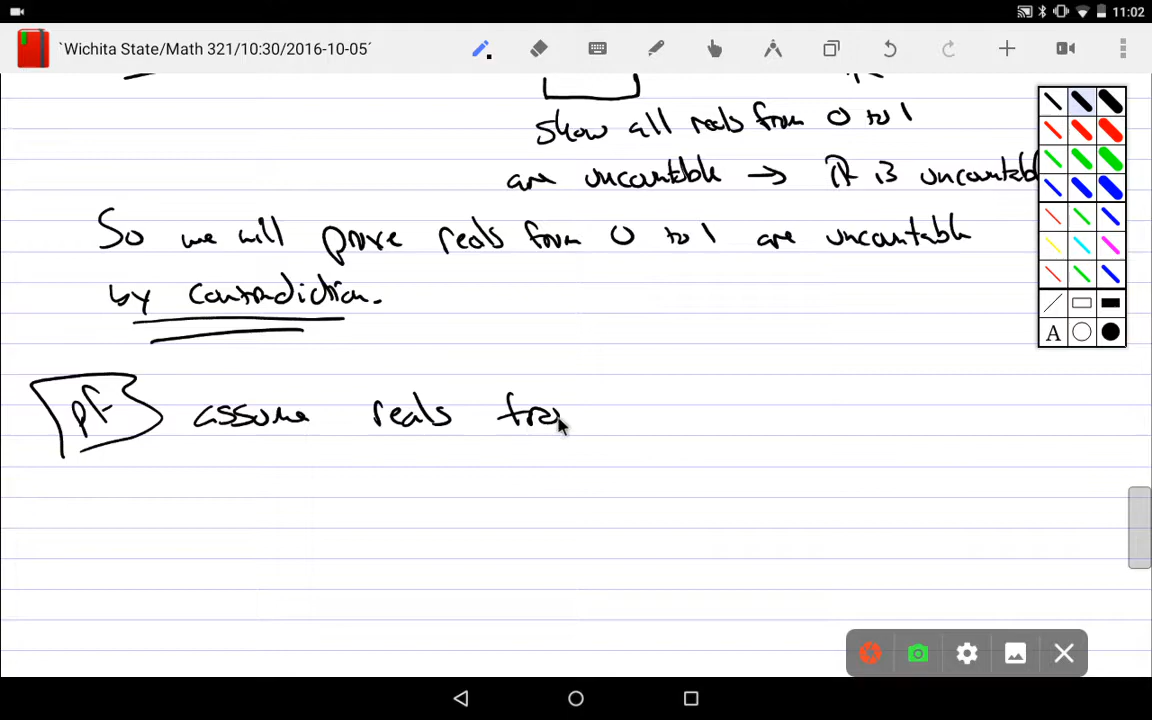 11:02
`Wichita State/Math 321/10:30/2016-10-05´
show all reals from 0 to 1
are uncountable → ℝ is uncountable
So we will prove reals from 0 to 1 are uncountable
by contradiction.
pf
assume reals fro
A